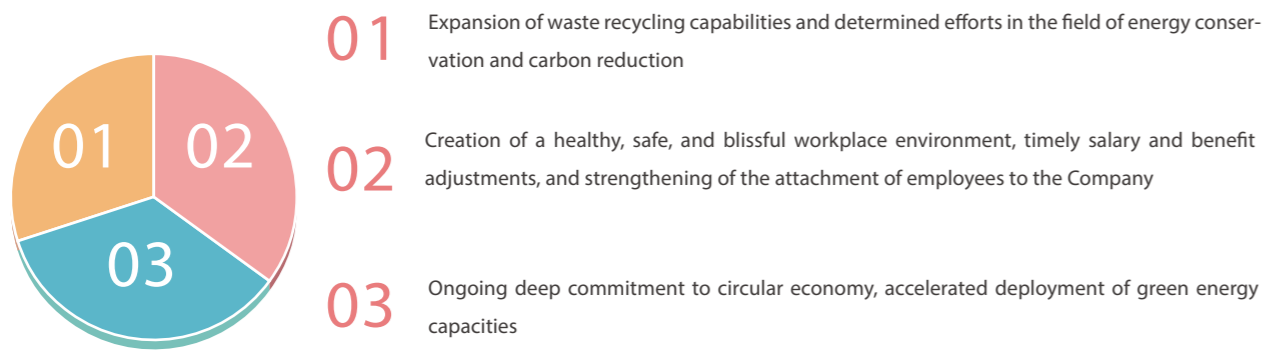 01
02
03
01
Expansion of waste recycling capabilities and determined efforts in the field of energy conser-
vation and carbon reduction
02
Creation of a healthy, safe, and blissful workplace environment, timely salary and benefit
adjustments, and strengthening of the attachment of employees to the Company
03
Ongoing deep commitment to circular economy, accelerated deployment of green energy
capacities